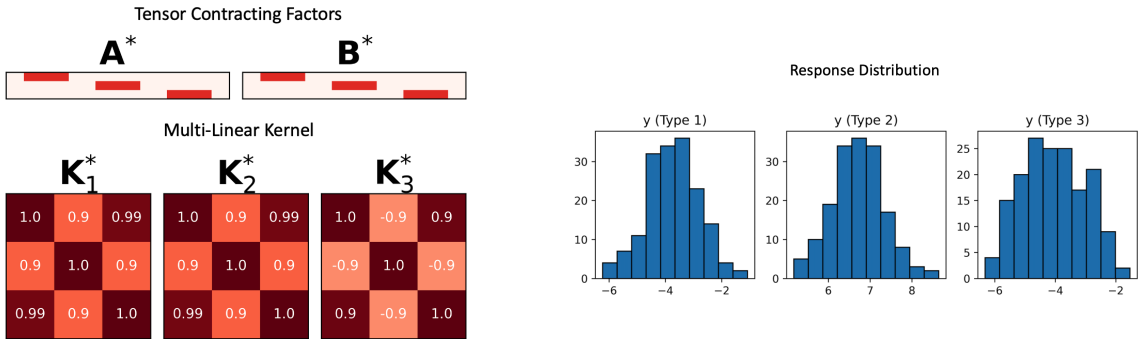 Tensor Contracting Factors
A* B*
Multi-Linear Kernel
K*1 K*2 K*3
1.0 0.9 0.99 1.0 0.9 0.99 1.0 -0.9 0.9
0.9 1.0 0.9 0.9 1.0 0.9 -0.9 1.0 -0.9
0.99 0.9 1.0 0.99 0.9 1.0 0.9 -0.9 1.0
Response Distribution
y (Type 1) y (Type 2) y (Type 3)
30
20
10
0
−6 −4 −2
30
20
10
0
6 7 8
25
20
15
10
5
0
−6 −4 −2